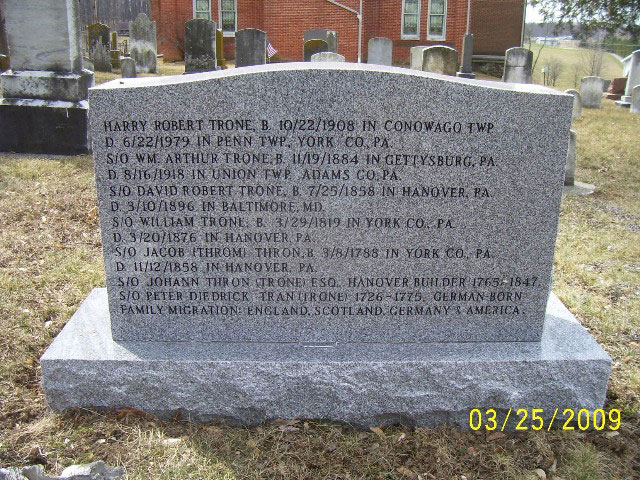 HARRY ROBERT TRONE, B. 10/22/1908 IN CONOWAGO TWP.
D. 6/22/1979 IN PENN TWP., YORK CO., PA.
S/O WM. ARTHUR TRONE, B. 11/19/1884 IN GETTYSBURG, PA.
D. 8/16/1918 IN UNION TWP. ADAMS CO., PA.
S/O DAVID ROBERT TRONE, B. 7/25/1858 IN HANOVER, PA.
D. 3/10/1896 IN BALTIMORE, MD.
S/O WILLIAM TRONE, B. 3/29/1819 IN YORK CO., PA.
D. 3/20/1876 IN HANOVER, PA.
S/O JACOB (THROM) THRON, B. 3/8/1788 IN YORK CO., PA.
D. 11/12/1858 IN HANOVER, PA.
S/O JOHANN THRON (TRONE) ESQ. HANOVER BUILDER 1765-1847.
S/O PETER DIEDRICK TRAN (TRONE) 1726-1775. GERMAN BORN
FAMILY MIGRATION: ENGLAND, SCOTLAND, GERMANY & AMERICA.
03/25/2009